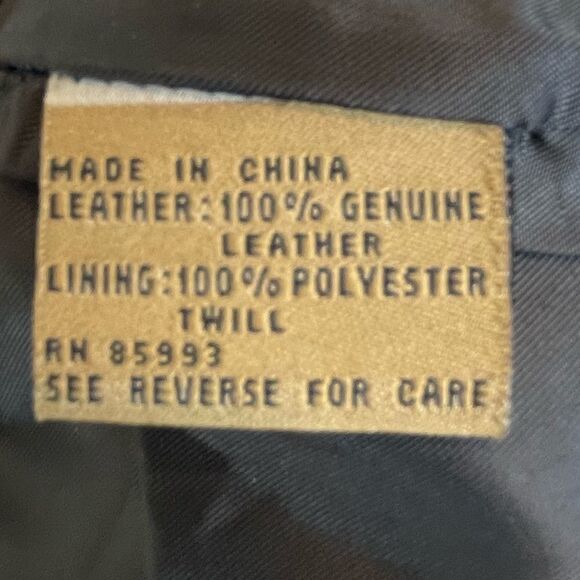 MADE IN CHINA
LEATHER:100% GENUINE
LEATHER
LINING:100% POLYESTER
TWILL
RN 85993
SEE REVERSE FOR CARE